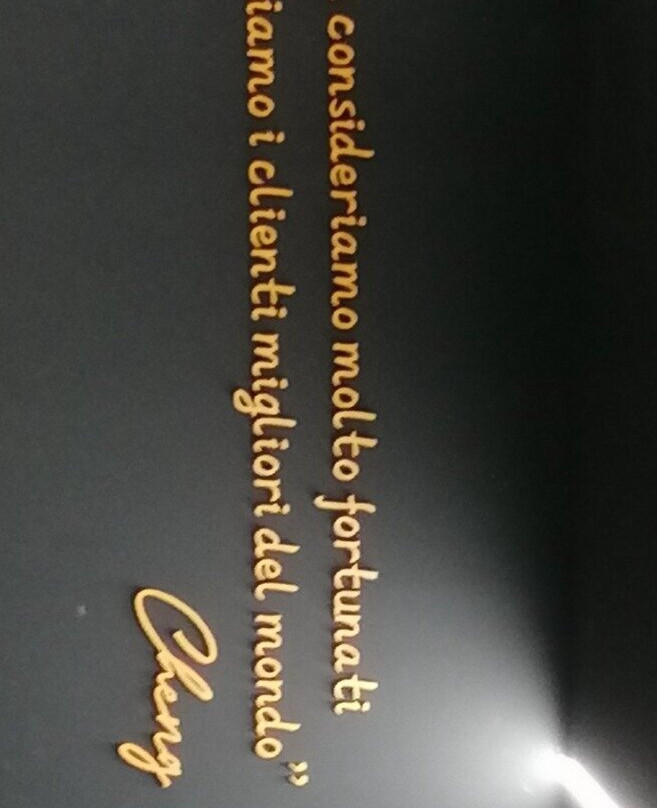 consideriamo molto fortunati
iamo i clienti migliori del mondo”
Cheng